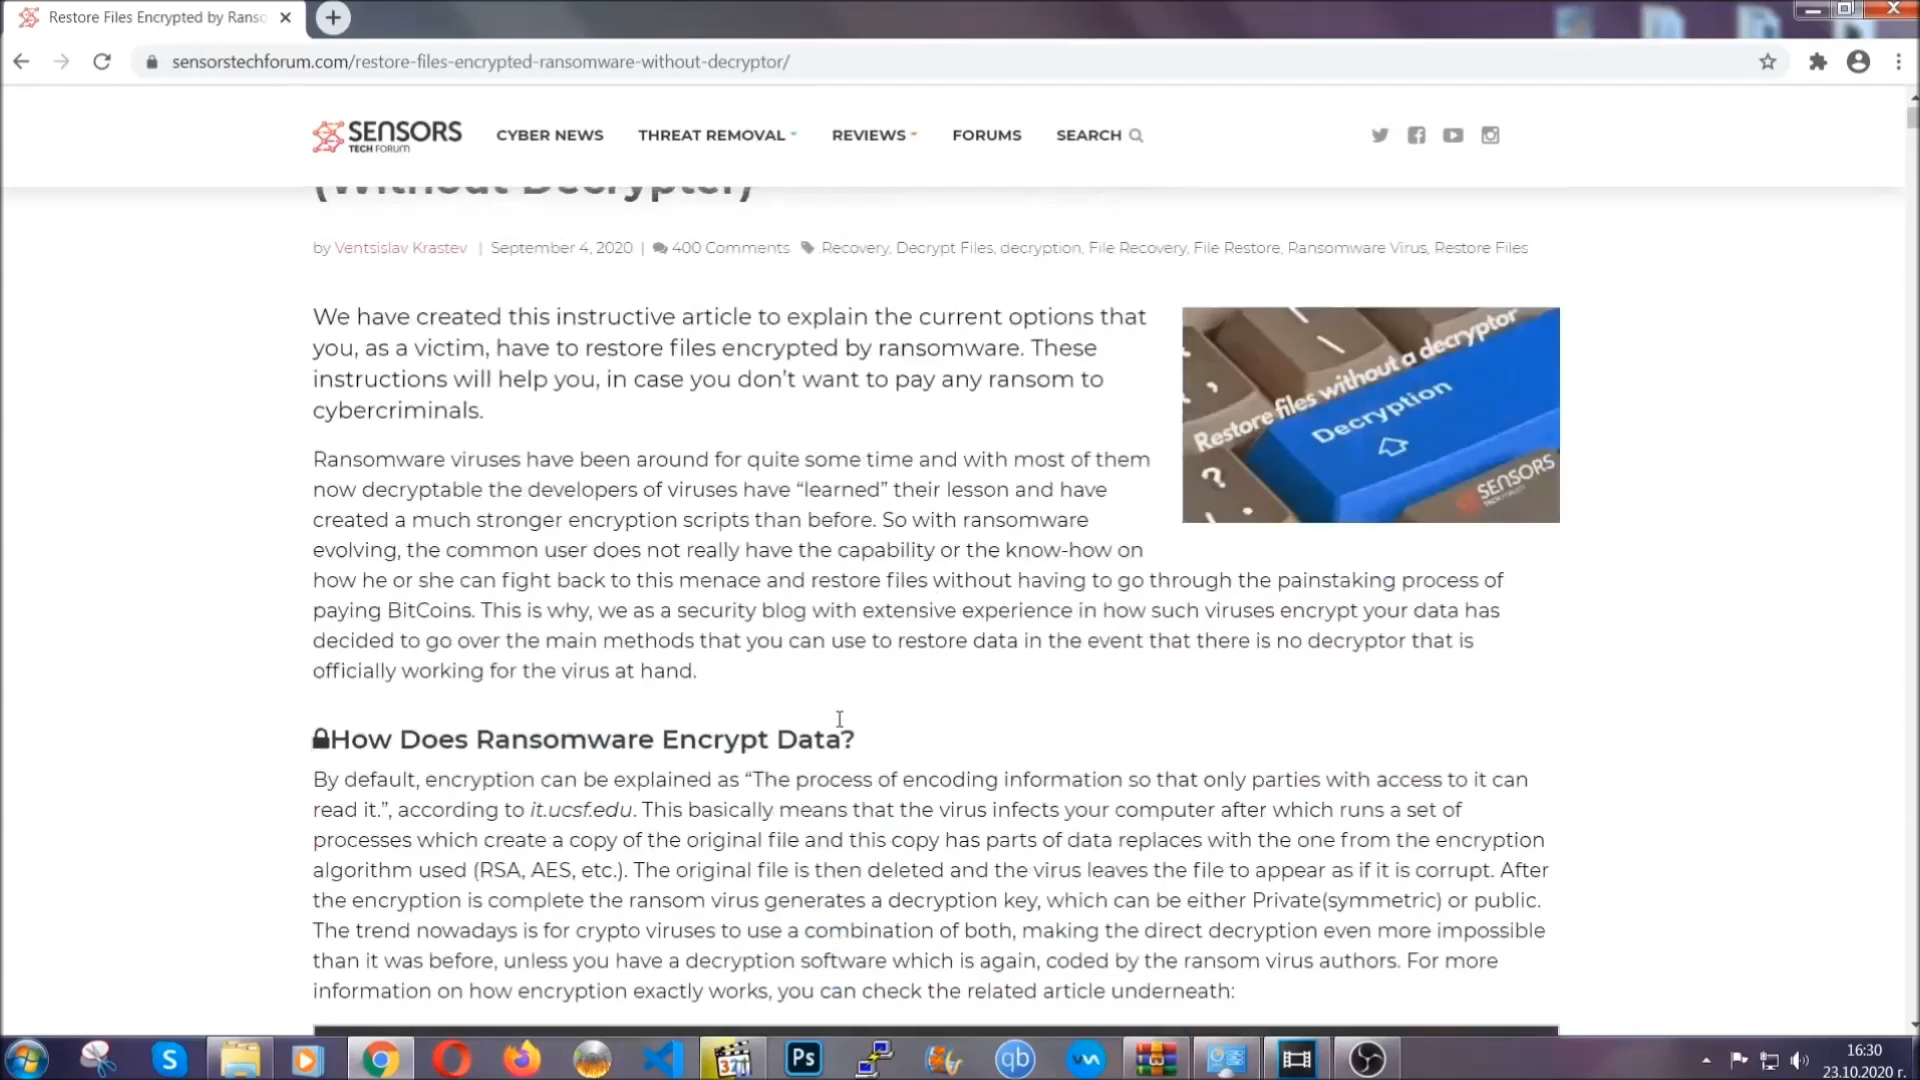 Restore Files Encrypted by Ranso
sensorstechforum.com/restore-files-encrypted-ransomware-without-decryptor/
SENSORS
TECH FORUM
CYBER NEWS THREAT REMOVAL REVIEWS FORUMS SEARCH
(Without Decrypter)
by Ventsislav Krastev | September 4, 2020 | 400 Comments Recovery, Decrypt Files, decryption, File Recovery, File Restore, Ransomware Virus, Restore Files
We have created this instructive article to explain the current options that
you, as a victim, have to restore files encrypted by ransomware. These
instructions will help you, in case you don't want to pay any ransom to
cybercriminals.
Restore files without a decryptor
Decryption
SENSORS
Ransomware viruses have been around for quite some time and with most of them
now decryptable the developers of viruses have “learned” their lesson and have
created a much stronger encryption scripts than before. So with ransomware
evolving, the common user does not really have the capability or the know-how on
how he or she can fight back to this menace and restore files without having to go through the painstaking process of
paying BitCoins. This is why, we as a security blog with extensive experience in how such viruses encrypt your data has
decided to go over the main methods that you can use to restore data in the event that there is no decryptor that is
officially working for the virus at hand.
How Does Ransomware Encrypt Data?
By default, encryption can be explained as “The process of encoding information so that only parties with access to it can
read it.”, according to it.ucsf.edu. This basically means that the virus infects your computer after which runs a set of
processes which create a copy of the original file and this copy has parts of data replaces with the one from the encryption
algorithm used (RSA, AES, etc.). The original file is then deleted and the virus leaves the file to appear as if it is corrupt. After
the encryption is complete the ransom virus generates a decryption key, which can be either Private(symmetric) or public.
The trend nowadays is for crypto viruses to use a combination of both, making the direct decryption even more impossible
than it was before, unless you have a decryption software which is again, coded by the ransom virus authors. For more
information on how encryption exactly works, you can check the related article underneath:
S
Ps
qb
16:30
23.10.2020 г.